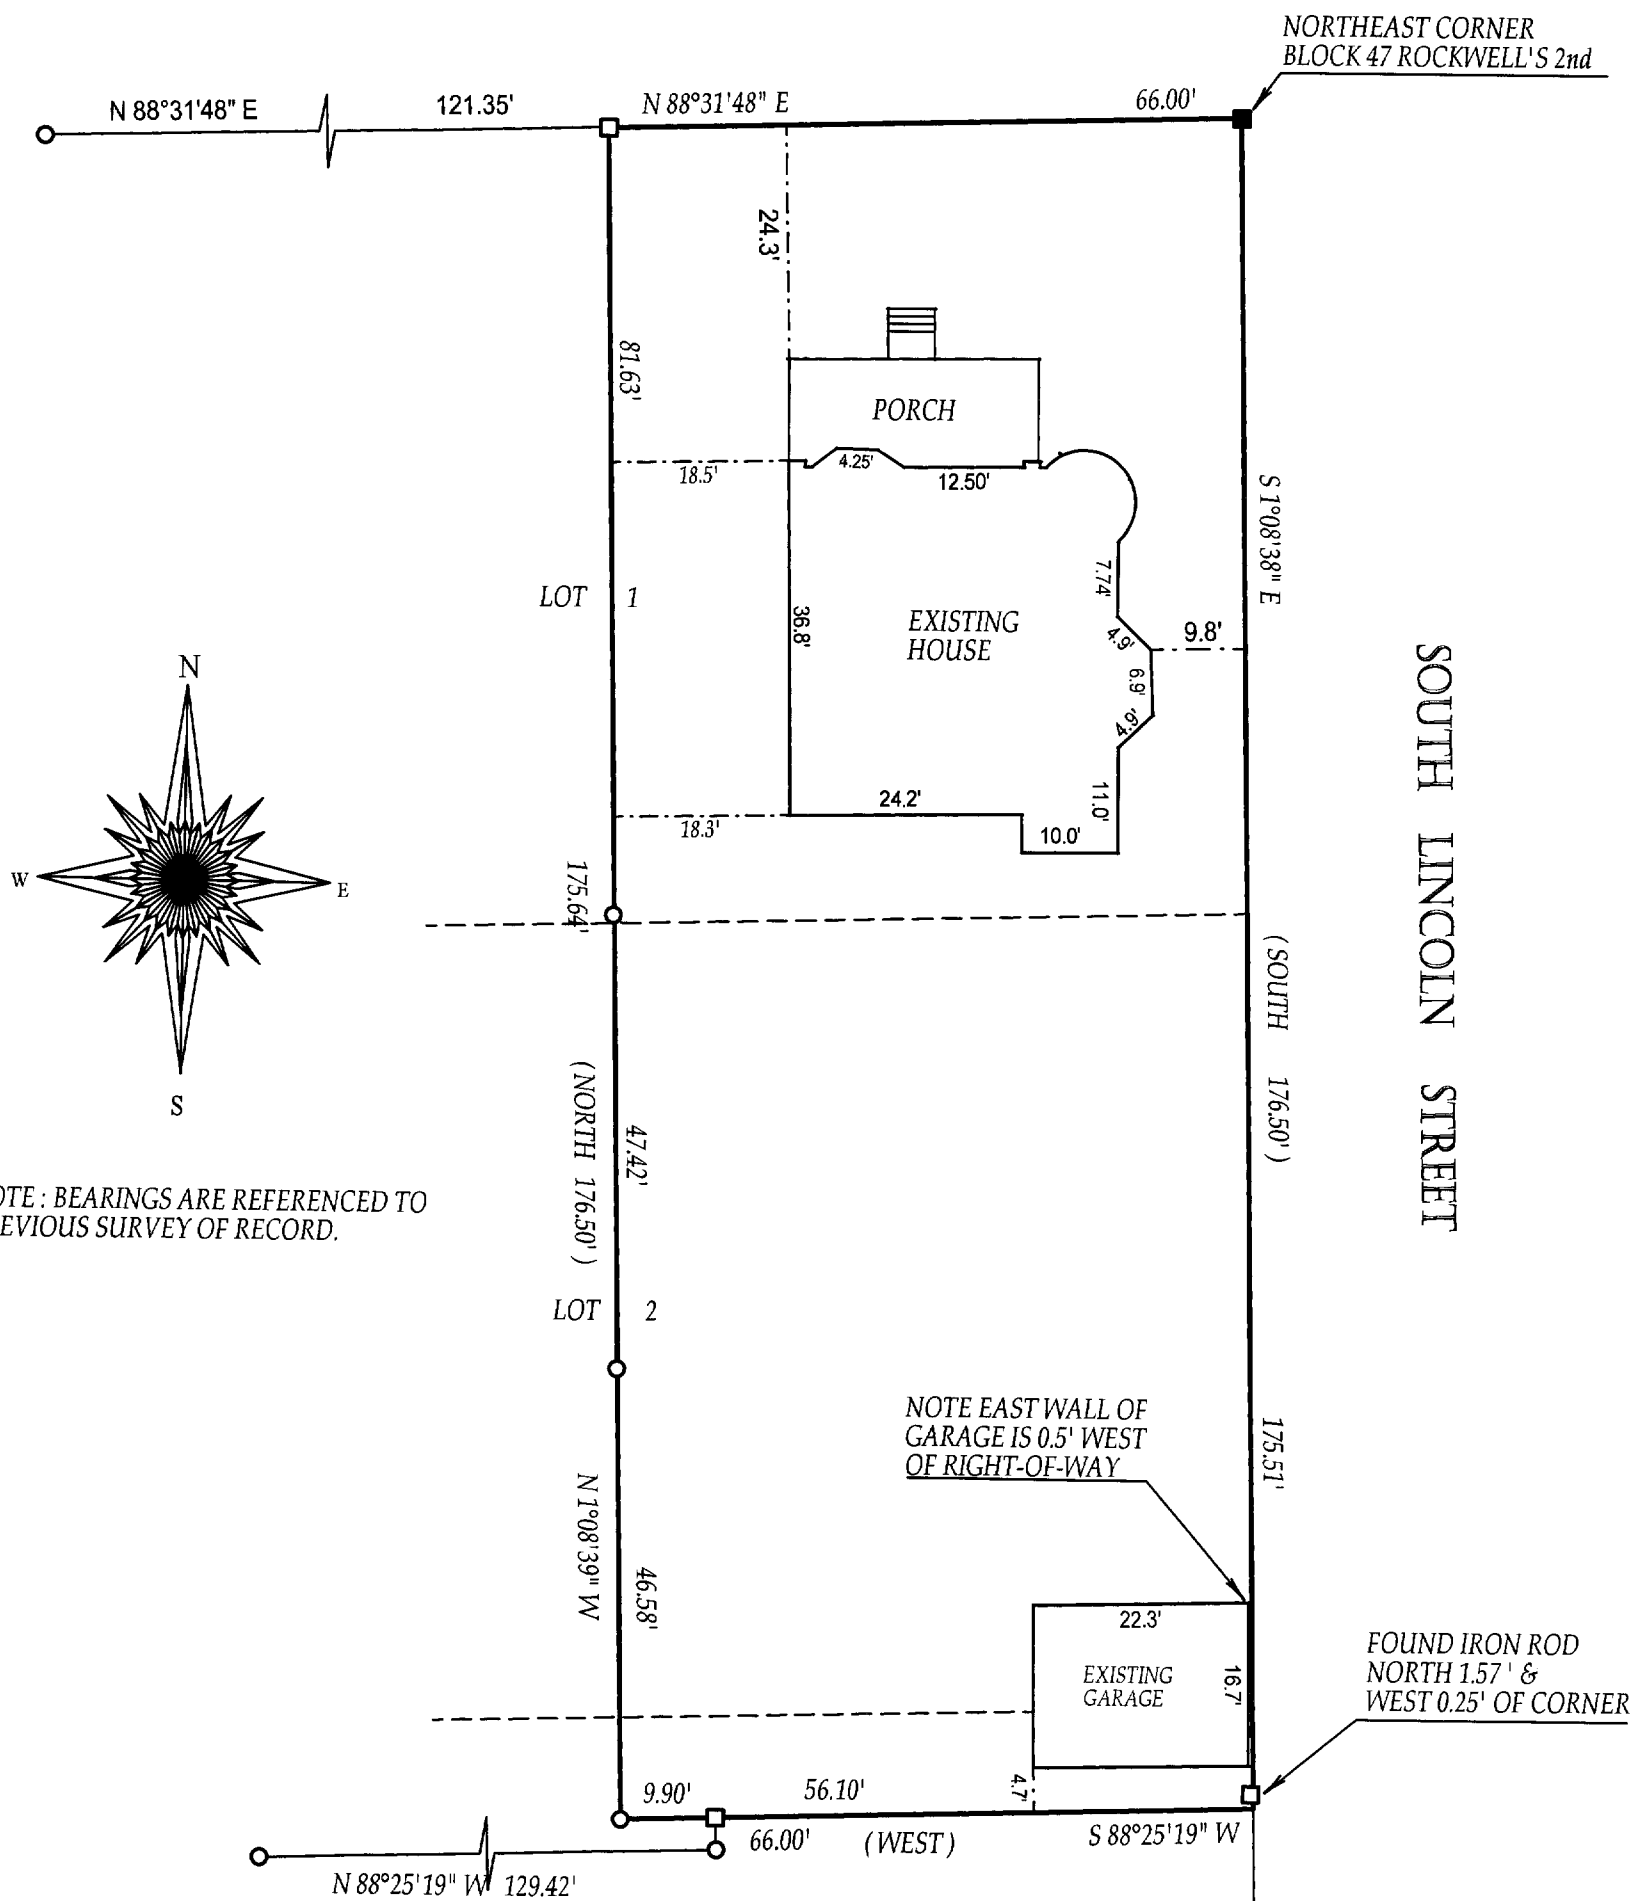 NORTHEAST CORNER
BLOCK 47 ROCKWELL'S 2nd
N 88°31'48" E
121.35'
N 88°31'48" E
66.00'
24.3'
81.63'
PORCH
18.5'
4.25'
12.50'
S 1°08'38" E
7.74'
LOT 1
36.8'
EXISTING
HOUSE
4.9'
9.8'
6.9'
4.9'
SOUTH LINCOLN STREET
N
W
E
S
24.2'
11.0'
18.3'
10.0'
175.64'
(SOUTH 176.50')
(NORTH 176.50')
47.42'
OTE : BEARINGS ARE REFERENCED TO
EVIOUS SURVEY OF RECORD.
LOT 2
NOTE EAST WALL OF
GARAGE IS 0.5' WEST
OF RIGHT-OF-WAY
175.51'
N 1°08'39" W
46.58'
22.3'
EXISTING
GARAGE
16.7'
FOUND IRON ROD
NORTH 1.57' &
WEST 0.25' OF CORNER
9.90'
56.10'
4.7'
66.00'
(WEST)
S 88°25'19" W
N 88°25'19" W 129.42'